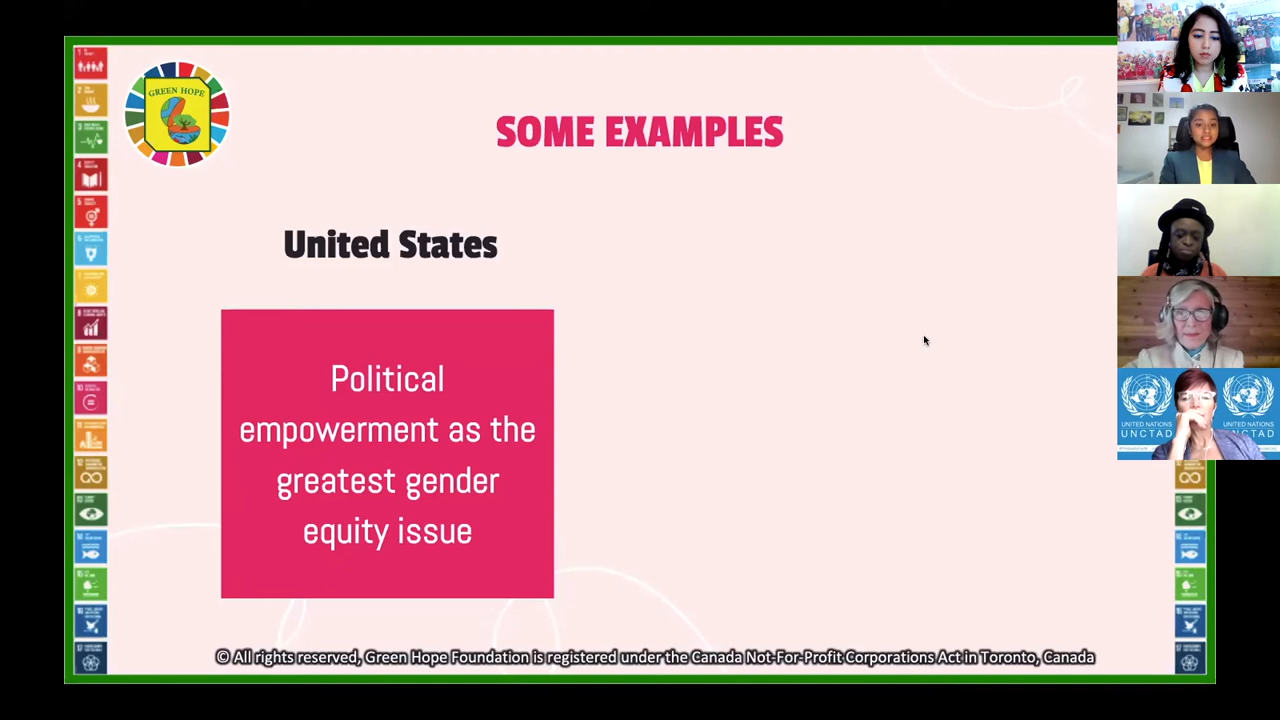 GREEN HOPE
SOME EXAMPLES
United States
Political
empowerment as the
greatest gender
equity issue
UNITED NATIONS
UNCTAD
UNITED NATIONS
UNCTAD
© All rights reserved, Green Hope Foundation is registered under the Canada Not-For-Profit Corporations Act in Toronto, Canada